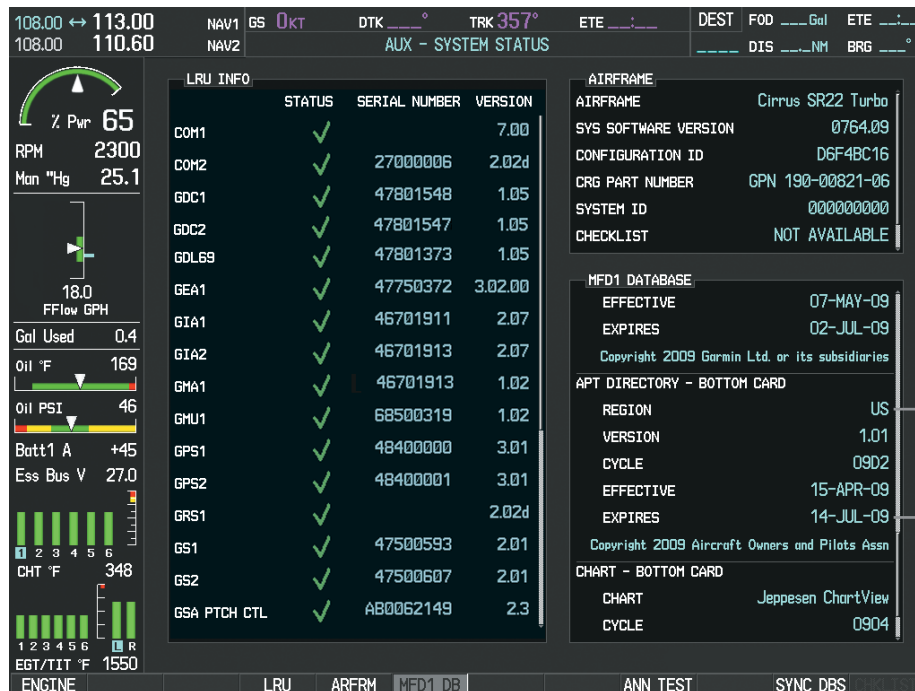 108.00 ↔ 113.00 NAV1 GS 0KT DTK ___° TRK 357° ETE __:__ DEST FOD ___Gal ETE __:__
108.00 110.60 NAV2 AUX – SYSTEM STATUS ____ DIS __._NM BRG ___°
% Pwr 65
RPM 2300
Man "Hg 25.1
18.0
FFlow GPH
Gal Used 0.4
Oil °F 169
Oil PSI 46
Batt1 A +45
Ess Bus V 27.0
1 2 3 4 5 6
CHT °F 348
1 2 3 4 5 6 L R
EGT/TIT °F 1550
LRU INFO
STATUS SERIAL NUMBER VERSION
COM1 ✓ 7.00
COM2 ✓ 27000006 2.02d
GDC1 ✓ 47801548 1.05
GDC2 ✓ 47801547 1.05
GDL69 ✓ 47801373 1.05
GEA1 ✓ 47750372 3.02.00
GIA1 ✓ 46701911 2.07
GIA2 ✓ 46701913 2.07
GMA1 ✓ 46701913 1.02
GMU1 ✓ 68500319 1.02
GPS1 ✓ 48400000 3.01
GPS2 ✓ 48400001 3.01
GRS1 ✓ 2.02d
GS1 ✓ 47500593 2.01
GS2 ✓ 47500607 2.01
GSA PTCH CTL ✓ AB0062149 2.3
AIRFRAME
AIRFRAME Cirrus SR22 Turbo
SYS SOFTWARE VERSION 0764.09
CONFIGURATION ID D6F4BC16
CRG PART NUMBER GPN 190-00821-06
SYSTEM ID 000000000
CHECKLIST NOT AVAILABLE
MFD1 DATABASE
EFFECTIVE 07-MAY-09
EXPIRES 02-JUL-09
Copyright 2009 Garmin Ltd. or its subsidiaries
APT DIRECTORY – BOTTOM CARD
REGION US
VERSION 1.01
CYCLE 09D2
EFFECTIVE 15-APR-09
EXPIRES 14-JUL-09
Copyright 2009 Aircraft Owners and Pilots Assn
CHART – BOTTOM CARD
CHART Jeppesen ChartView
CYCLE 0904
ENGINE LRU ARFRM MFD1 DB ANN TEST SYNC DBS